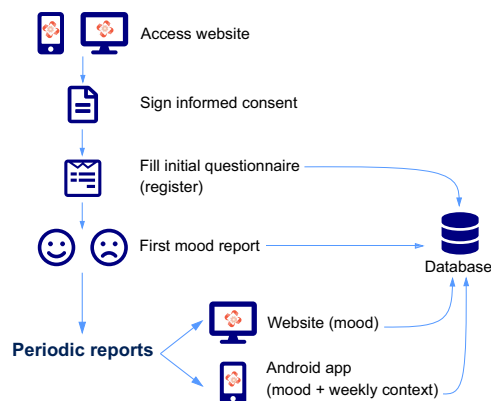 Access website
Sign informed consent
Fill initial questionnaire
(register)
First mood report
Database
Website (mood)
Periodic reports
Android app
(mood + weekly context)